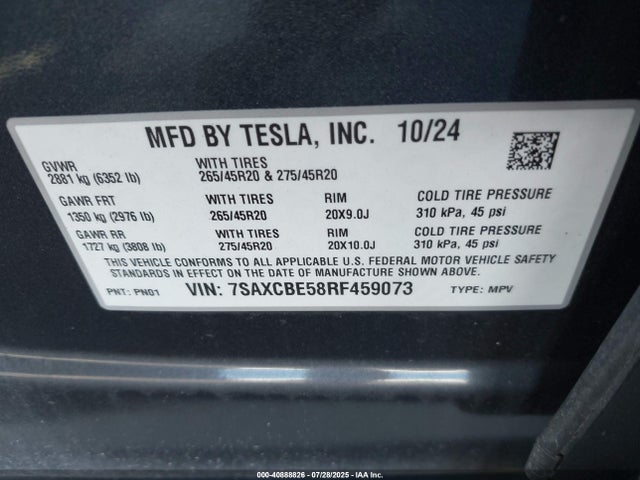 MFD BY TESLA, INC. 10/24
GVWR
2881 kg (6352 lb)
WITH TIRES
265/45R20 & 275/45R20
GAWR FRT
1350 kg (2976 lb)
WITH TIRES
265/45R20
RIM
20X9.0J
COLD TIRE PRESSURE
310 kPa, 45 psi
GAWR RR
1727 kg (3808 lb)
WITH TIRES
275/45R20
RIM
20X10.0J
COLD TIRE PRESSURE
310 kPa, 45 psi
THIS VEHICLE CONFORMS TO ALL APPLICABLE U.S. FEDERAL MOTOR VEHICLE SAFETY
STANDARDS IN EFFECT ON THE DATE OF MANUFACTURE SHOWN ABOVE.
PNT: PN01 VIN: 7SAXCBE58RF459073 TYPE: MPV
000-40888826 - 07/28/2025 - IAA Inc.